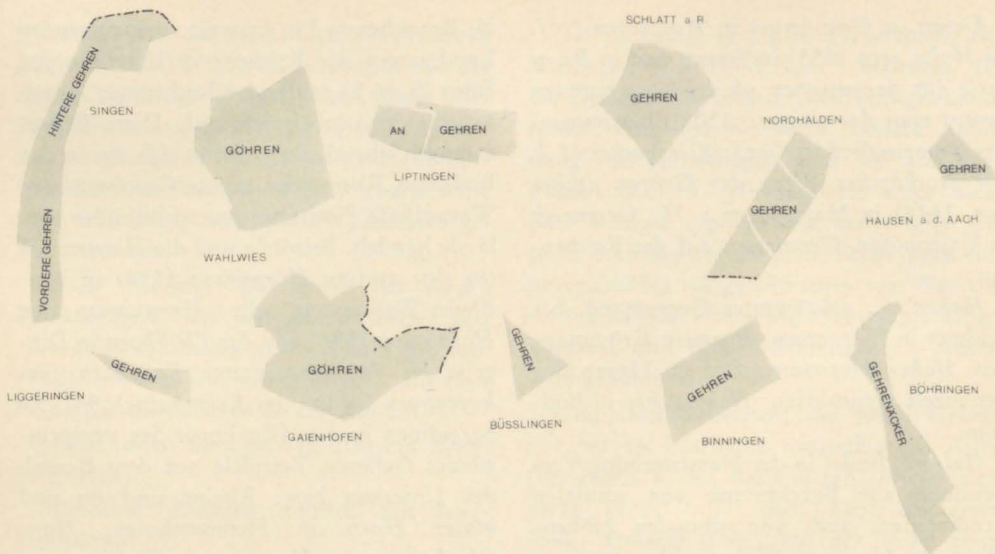 SCHLATT a R
HINTERE GEHREN
SINGEN
GEHREN
NORDHALDEN
AN
GEHREN
GÖHREN
LIPTINGEN
GEHREN
GEHREN
HAUSEN a. d. AACH
VORDERE GEHREN
WAHLWIES
GEHREN
LIGGERINGEN
GÖHREN
GAIENHOFEN
GEHREN
BÜSSLINGEN
GEHREN
BINNINGEN
GEHRENÄCKER
BÖHRINGEN